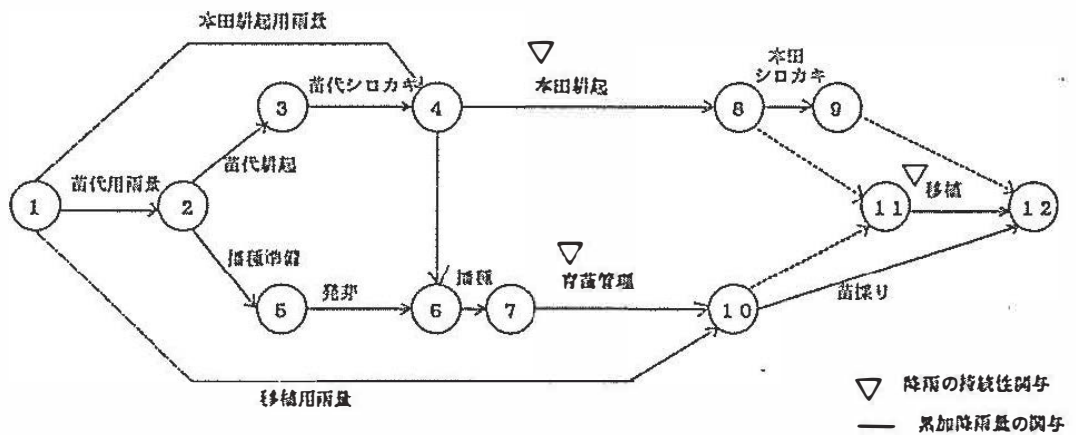 本田耕起用雨量
苗代シロカキ
本田耕起
本田
シロカキ
3
4
8
9
苗代耕起
苗代用雨量
移植
1
2
11
12
播種準備
発芽
播種
育苗管理
苗採り
5
6
7
10
移植用雨量
降雨の持続性関与
累加降雨量の関与